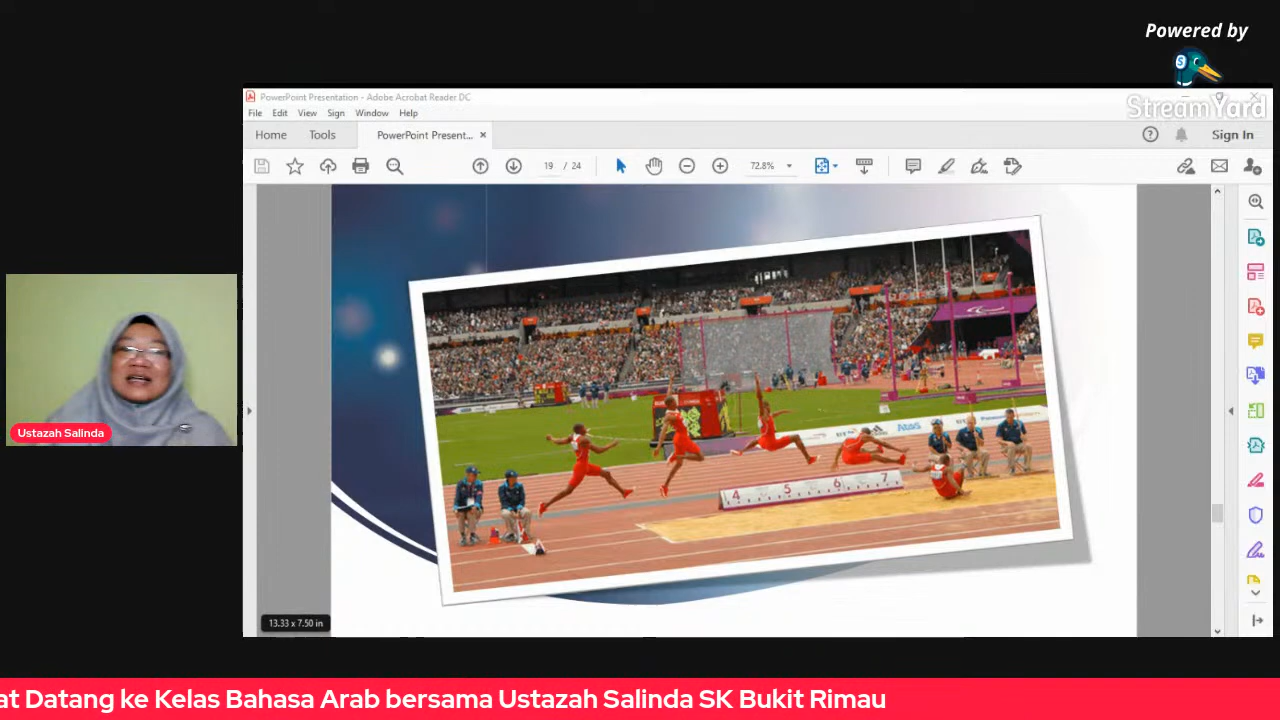 Powered by
StreamYard
PowerPoint Presentation - Adobe Acrobat Reader DC
File Edit View Sign Window Help
Home Tools PowerPoint Present... Sign In
19 / 24 72.8%
4 5 6 7
Ustazah Salinda
13.33 x 7.50 in
at Datang ke Kelas Bahasa Arab bersama Ustazah Salinda SK Bukit Rimau